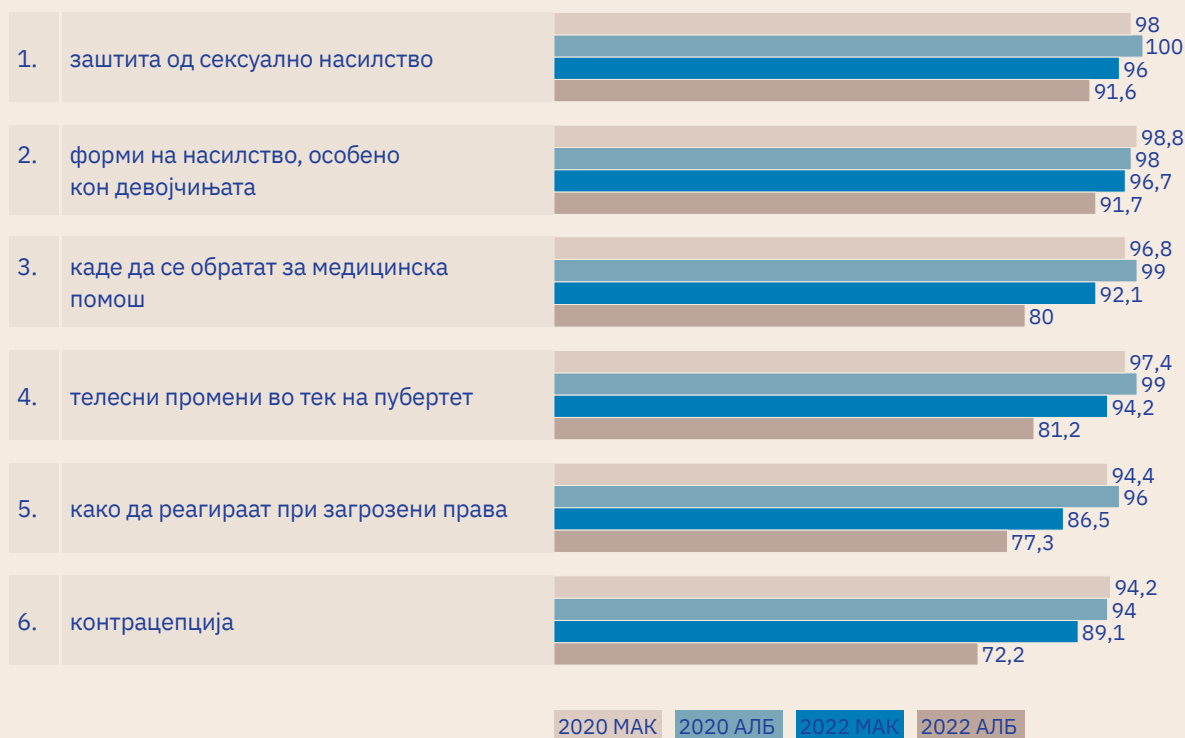 1. заштита од сексуално насилство
98
100
96
91,6
2. форми на насилство, особено
кон девојчињата
98,8
98
96,7
91,7
3. каде да се обратат за медицинска
помош
96,8
99
92,1
80
4. телесни промени во тек на пубертет
97,4
99
94,2
81,2
5. како да реагираат при загрозени права
94,4
96
86,5
77,3
6. контрацепција
94,2
94
89,1
72,2
2020 МАК 2020 АЛБ 2022 МАК 2022 АЛБ